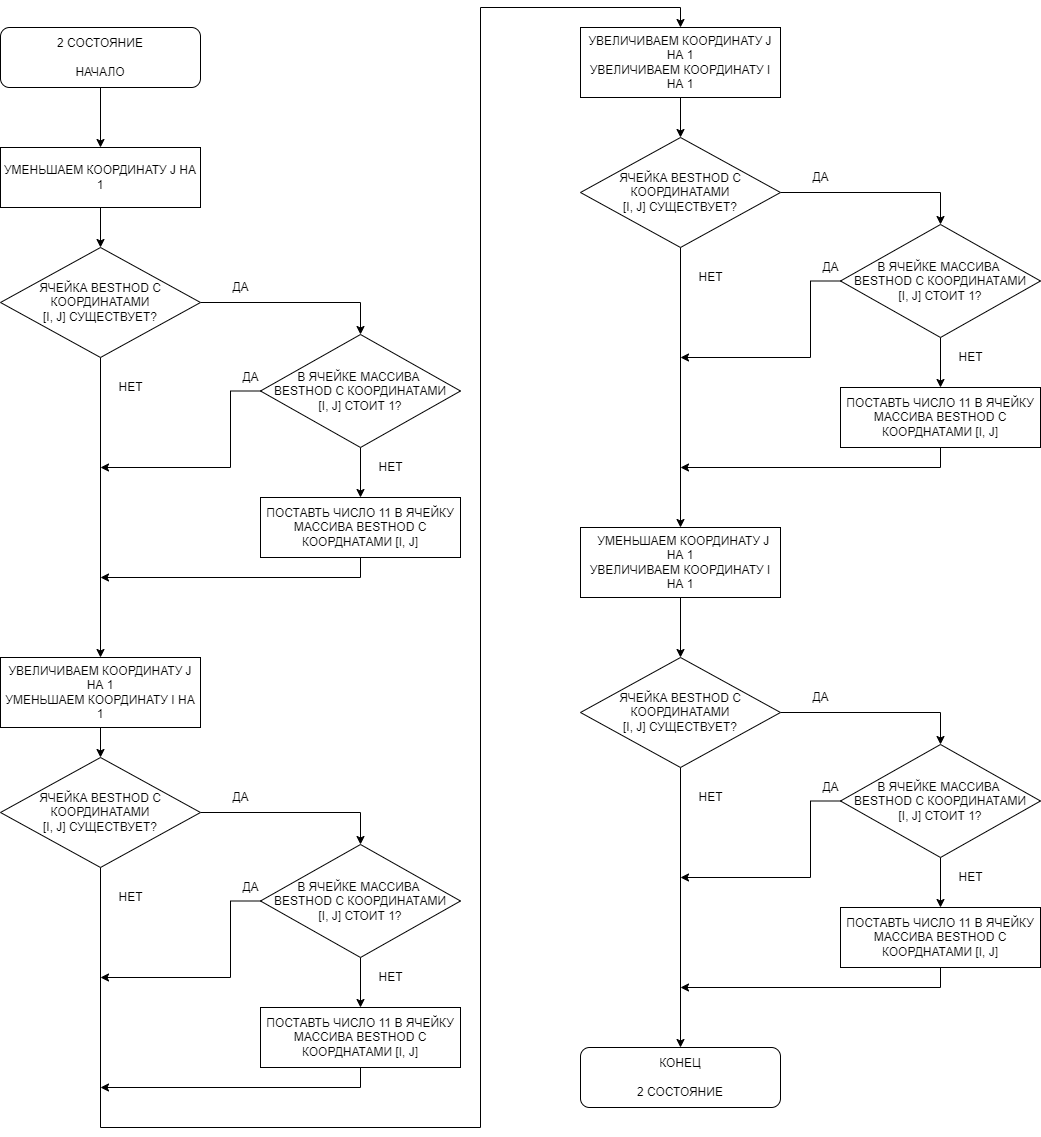 2 СОСТОЯНИЕ
НАЧАЛО
УМЕНЬШАЕМ КООРДИНАТУ J НА
1
ЯЧЕЙКА BESTHOD С
КООРДИНАТАМИ
[I, J] СУЩЕСТВУЕТ?
ДА
НЕТ
В ЯЧЕЙКЕ МАССИВА
BESTHOD С КООРДИНАТАМИ
[I, J] СТОИТ 1?
ДА
НЕТ
ПОСТАВТЬ ЧИСЛО 11 В ЯЧЕЙКУ
МАССИВА BESTHOD С
КООРДНАТАМИ [I, J]
УВЕЛИЧИВАЕМ КООРДИНАТУ J
НА 1
УМЕНЬШАЕМ КООРДИНАТУ I НА
1
ЯЧЕЙКА BESTHOD С
КООРДИНАТАМИ
[I, J] СУЩЕСТВУЕТ?
ДА
НЕТ
В ЯЧЕЙКЕ МАССИВА
BESTHOD С КООРДИНАТАМИ
[I, J] СТОИТ 1?
ДА
НЕТ
ПОСТАВТЬ ЧИСЛО 11 В ЯЧЕЙКУ
МАССИВА BESTHOD С
КООРДНАТАМИ [I, J]
УВЕЛИЧИВАЕМ КООРДИНАТУ J
НА 1
УВЕЛИЧИВАЕМ КООРДИНАТУ I
НА 1
ЯЧЕЙКА BESTHOD С
КООРДИНАТАМИ
[I, J] СУЩЕСТВУЕТ?
ДА
НЕТ
В ЯЧЕЙКЕ МАССИВА
BESTHOD С КООРДИНАТАМИ
[I, J] СТОИТ 1?
ДА
НЕТ
ПОСТАВТЬ ЧИСЛО 11 В ЯЧЕЙКУ
МАССИВА BESTHOD С
КООРДНАТАМИ [I, J]
УМЕНЬШАЕМ КООРДИНАТУ J
НА 1
УВЕЛИЧИВАЕМ КООРДИНАТУ I
НА 1
ЯЧЕЙКА BESTHOD С
КООРДИНАТАМИ
[I, J] СУЩЕСТВУЕТ?
ДА
НЕТ
В ЯЧЕЙКЕ МАССИВА
BESTHOD С КООРДИНАТАМИ
[I, J] СТОИТ 1?
ДА
НЕТ
ПОСТАВТЬ ЧИСЛО 11 В ЯЧЕЙКУ
МАССИВА BESTHOD С
КООРДНАТАМИ [I, J]
КОНЕЦ
2 СОСТОЯНИЕ